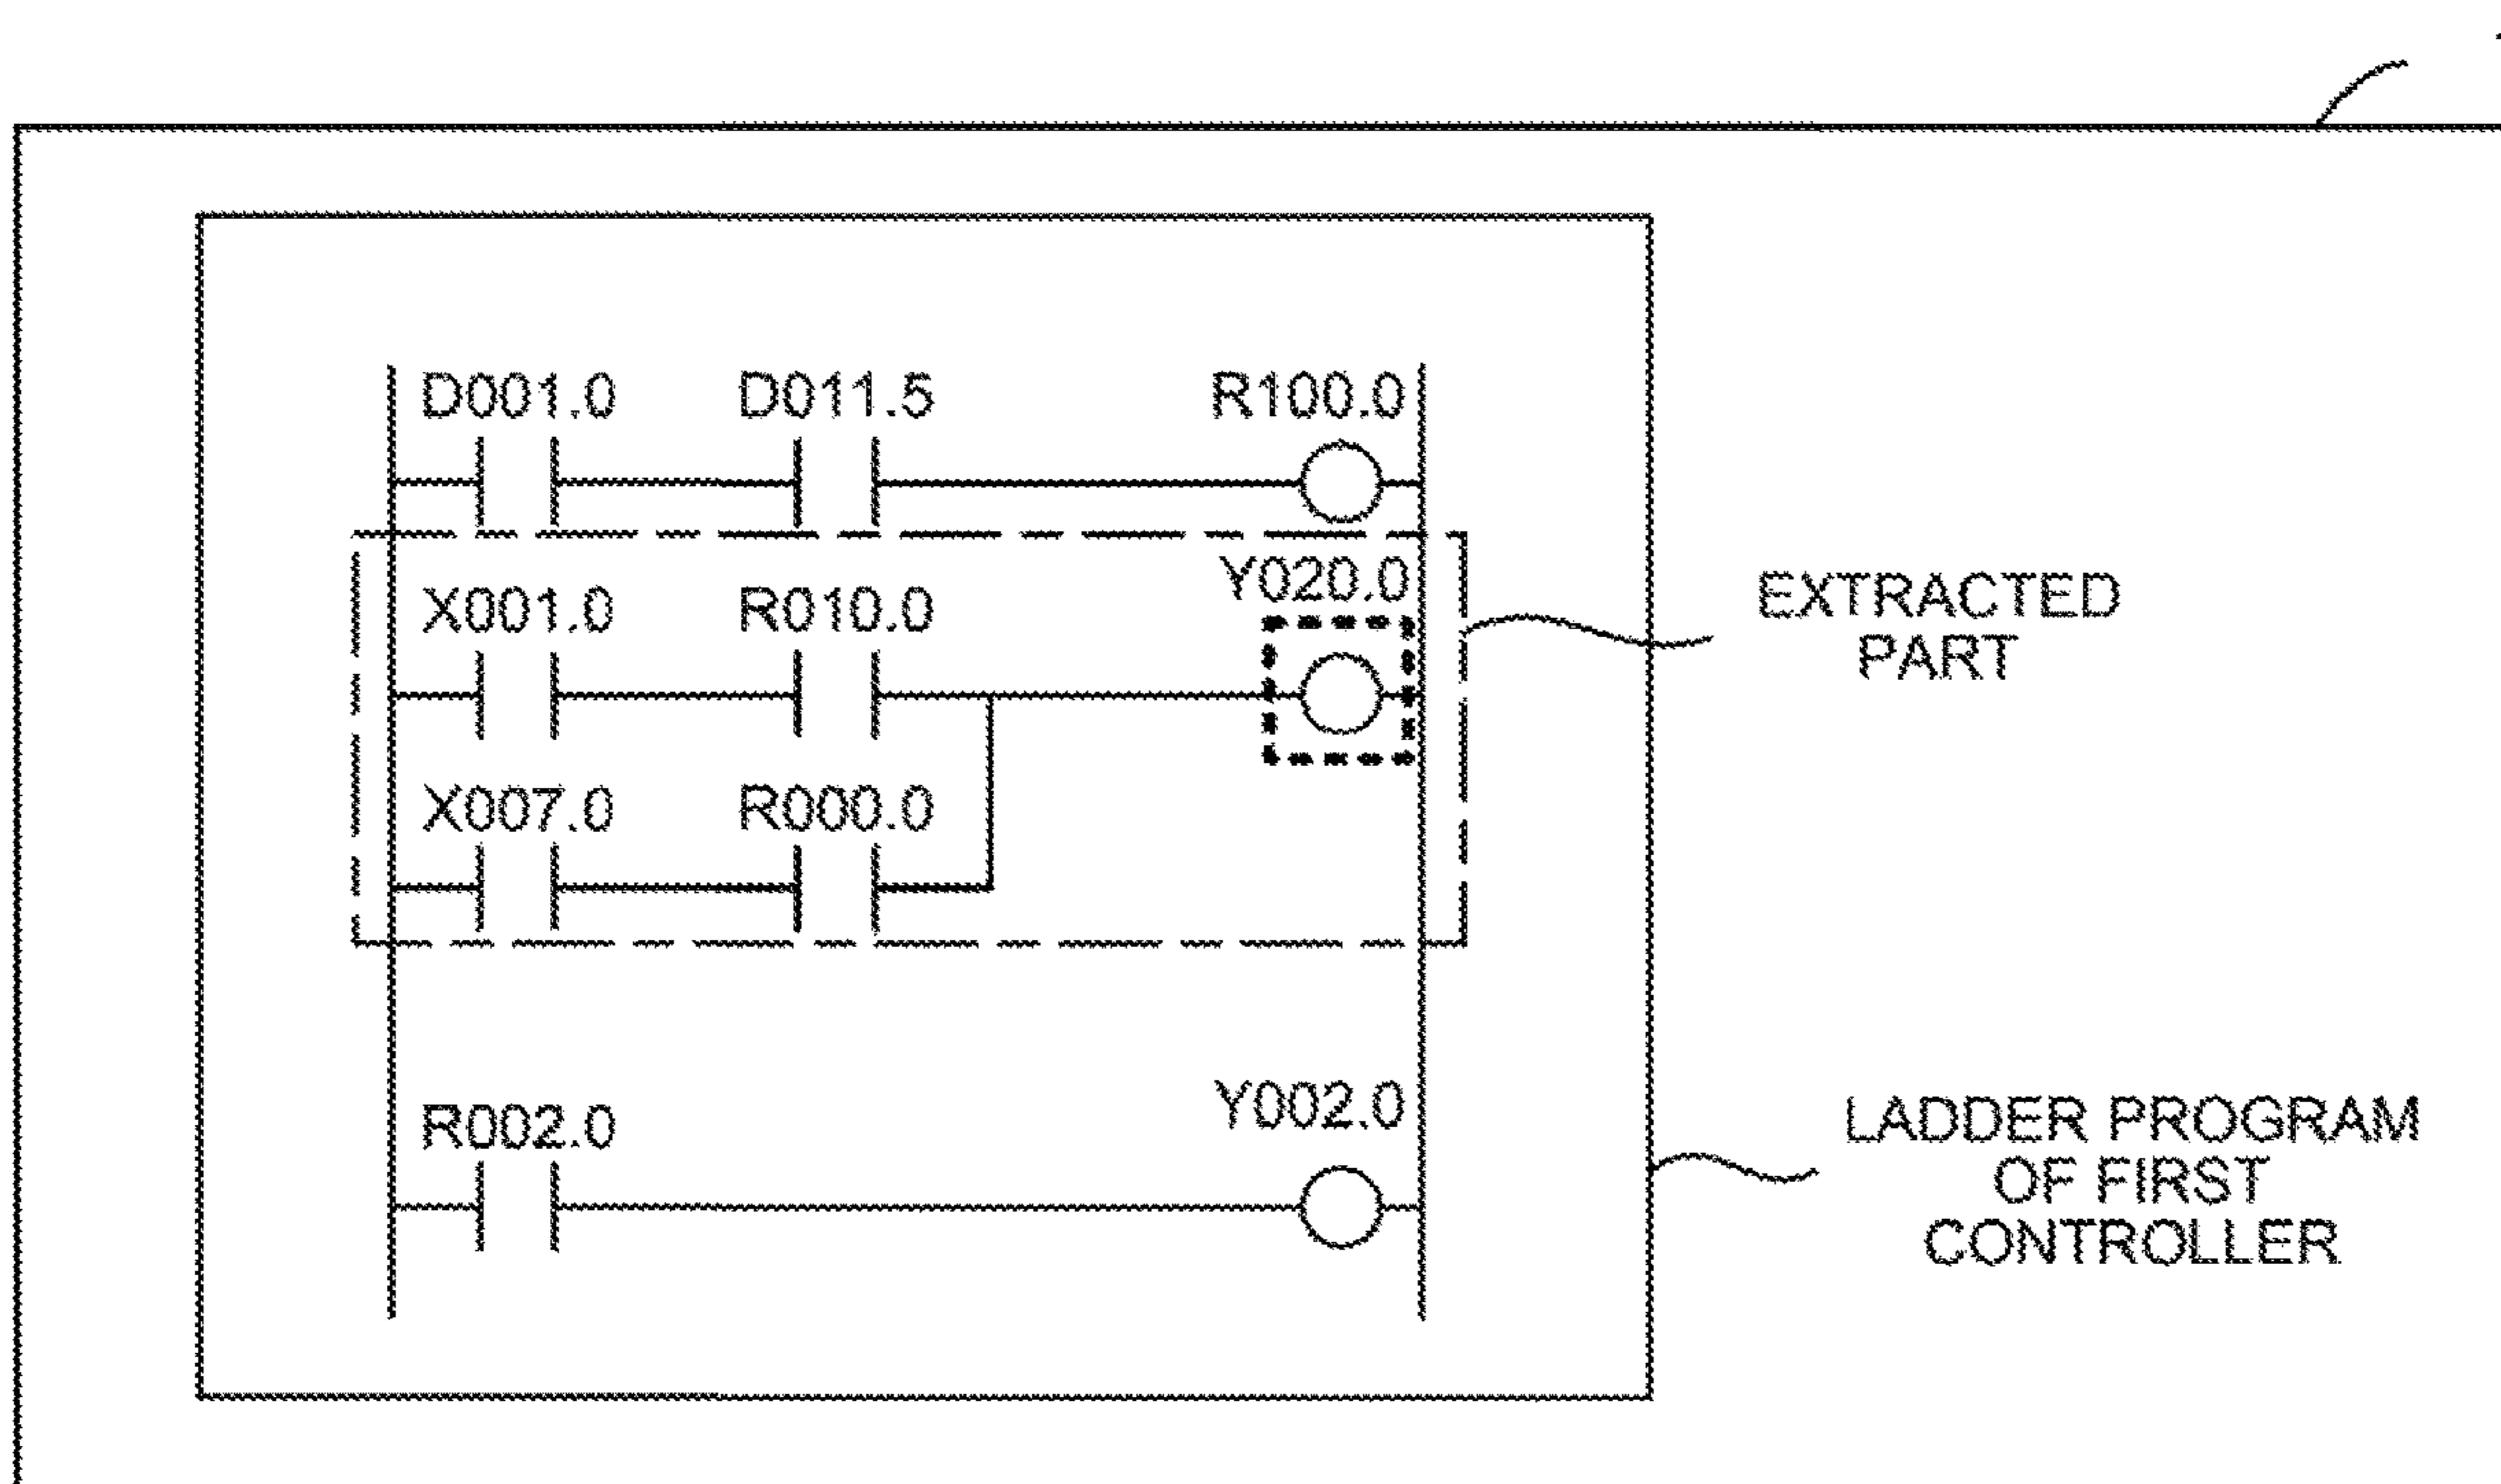 D001.0 D011.5 R100.0
Y020.0
X001.0 R010.0
EXTRACTED
PART
X007.0 R000.0
R002.0 Y002.0
LADDER PROGRAM
OF FIRST
CONTROLLER